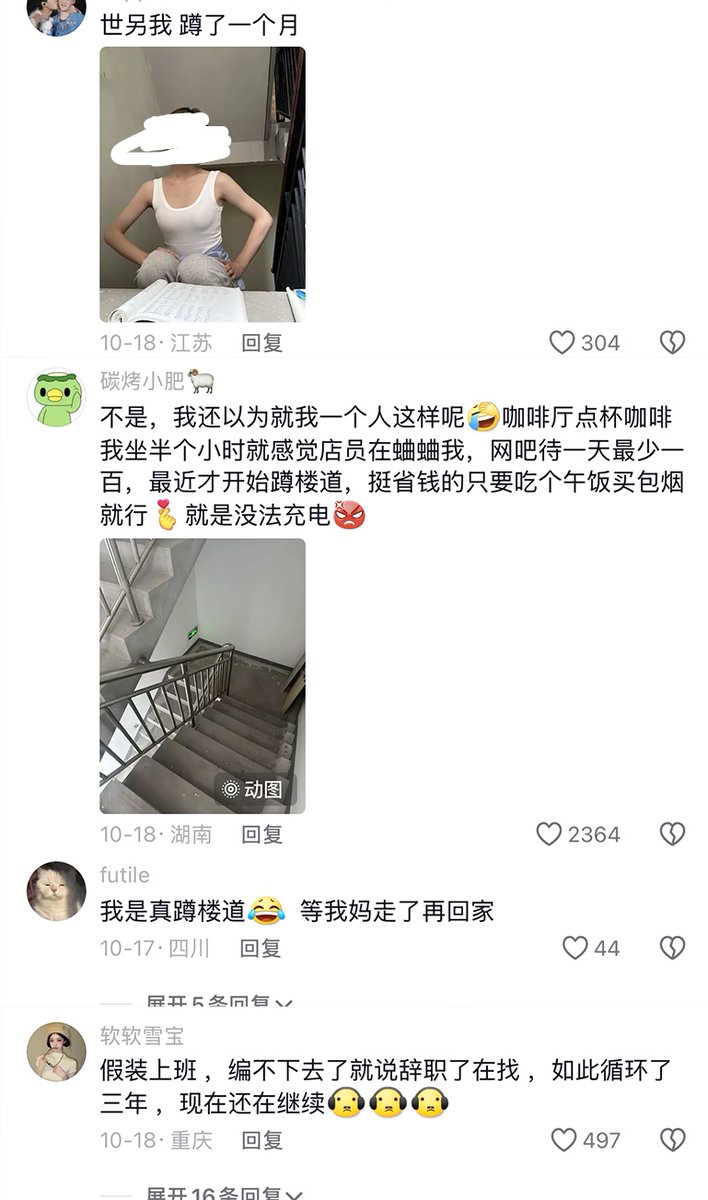 世另我 蹲了一个月
10-18·江苏 回复
304
碳烤小肥🐏
不是，我还以为就我一个人这样呢🤣咖啡厅点杯咖啡
我坐半个小时就感觉店员在蛐蛐我，网吧待一天最少一
百，最近才开始蹲楼道，挺省钱的只要吃个午饭买包烟
就行🫰 就是没法充电😡
动图
10-18·湖南 回复
2364
futile
我是真蹲楼道😂 等我妈走了再回家
10-17·四川 回复
44
展开5条回复
软软雪宝
假装上班，编不下去了就说辞职了在找，如此循环了
三年，现在还在继续
10-18·重庆 回复
497
展开16条回复